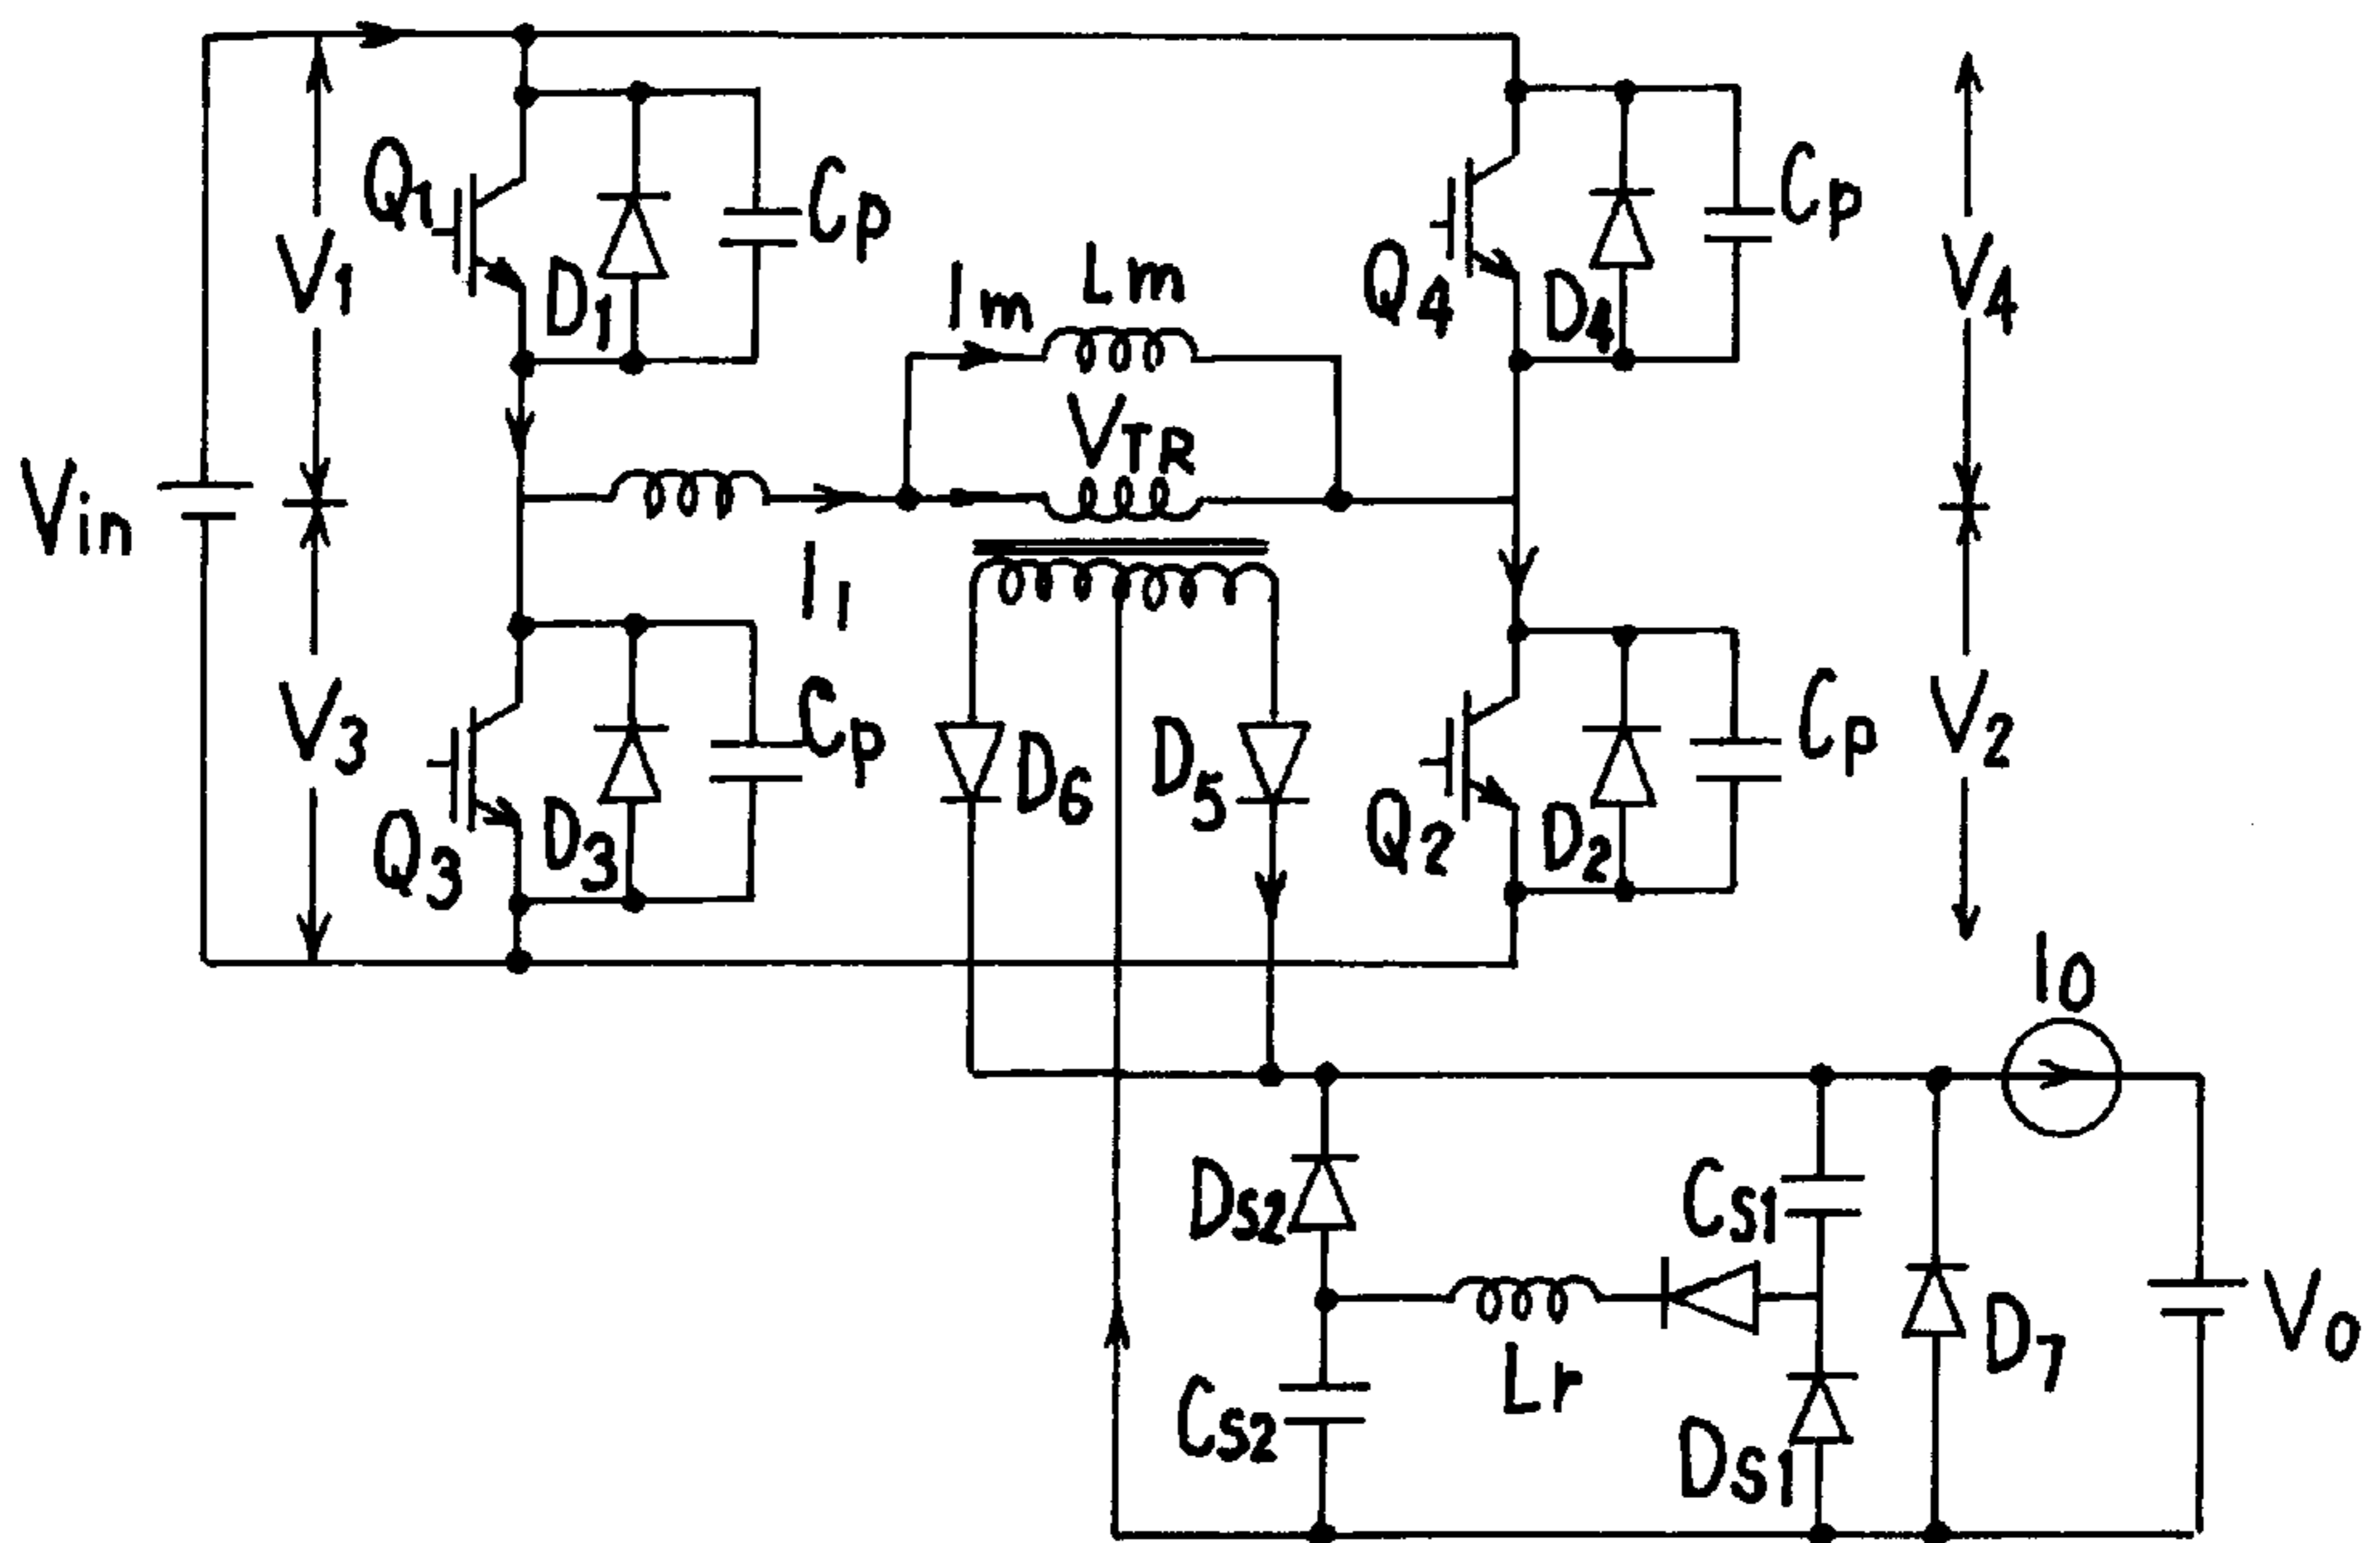 Q1
D1
Cp
V1
Im
Lm
VTR
Q4
D4
Cp
V4
Vin
I1
V3
Q3
D3
Cp
D6
D5
Q2
D2
Cp
V2
Io
Ds2
Cs1
Lr
Cs2
Ds1
D7
Vo